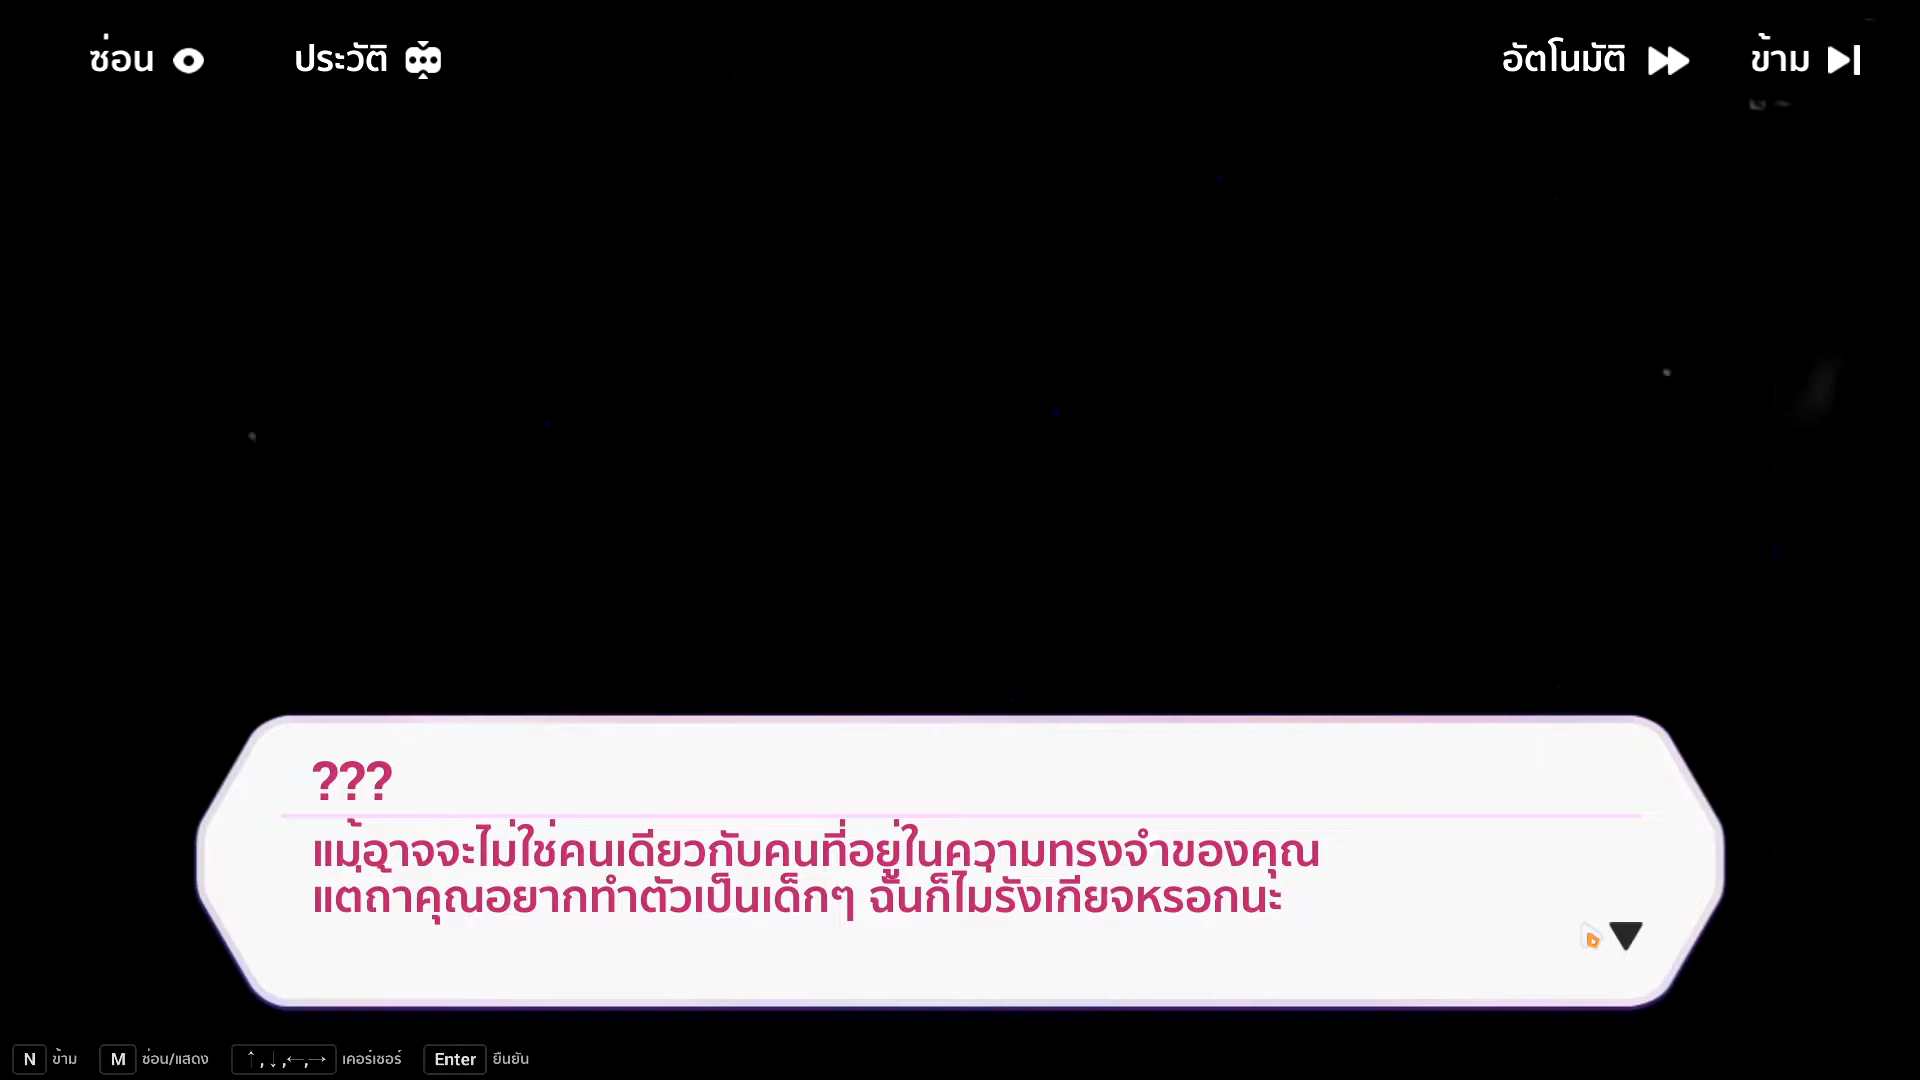 ซ่อน
ประวัติ
อัตโนมัติ
ข้าม
???
แม้อาจจะไม่ใช่คนเดียวกับคนที่อยู่ในความทรงจำของคุณ
แต่ถ้าคุณอยากทำตัวเป็นเด็กๆ ฉันก็ไม่รังเกียจหรอกนะ
N ข้าม M ซ่อน/แสดง ↑,↓,←,→ เคอร์เซอร์ Enter ยืนยัน